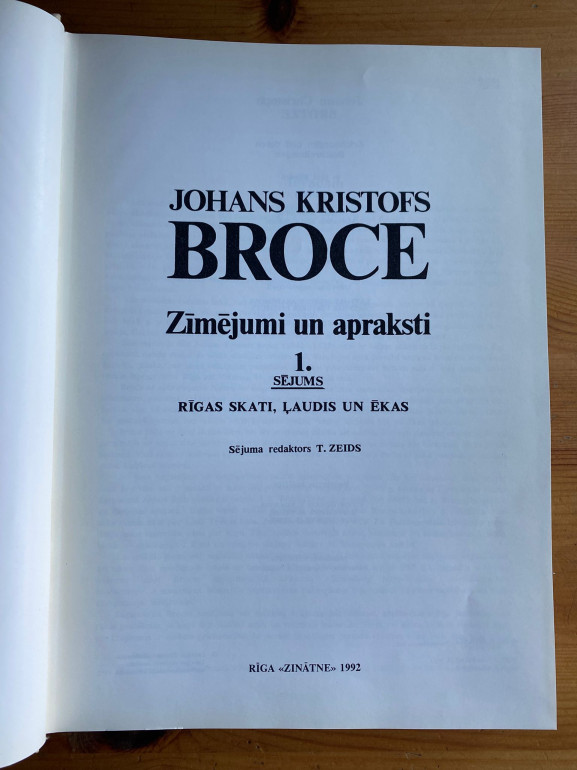 JOHANS KRISTOFS
BROCE
Zīmējumi un apraksti
1.
SĒJUMS
RĪGAS SKATI, ĻAUDIS UN ĒKAS
Sējuma redaktors T. ZEIDS
RĪGA «ZINĀTNE» 1992